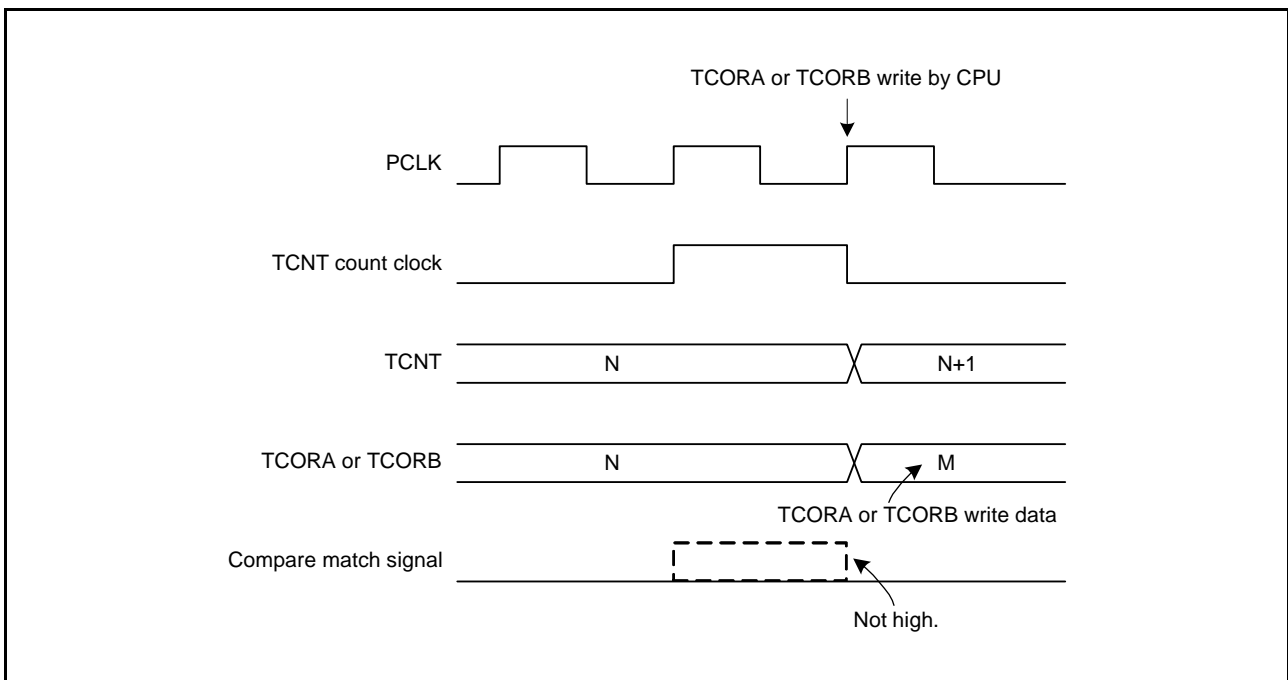 TCORA or TCORB write by CPU
PCLK
TCNT count clock
TCNT
N
N+1
TCORA or TCORB
N
M
TCORA or TCORB write data
Compare match signal
Not high.